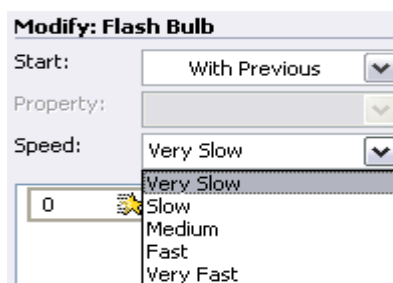 Modify: Flash Bulb
Start: With Previous
Property:
Speed: Very Slow
Very Slow
0 Slow
Medium
Fast
Very Fast